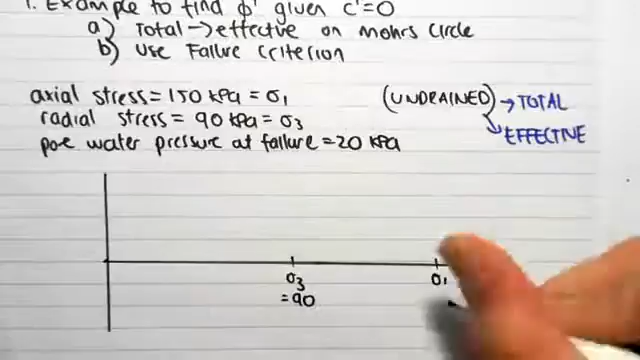 1. Example to find φ' given c'=0
a) Total→effective on Mohrs Circle
b) Use Failure Criterion
axial stress = 150 kPa = σ1
(UNDRAINED) → TOTAL
radial stress = 90 kPa = σ3
EFFECTIVE
pore water pressure at failure = 20 kPa
σ3
σ1
=90